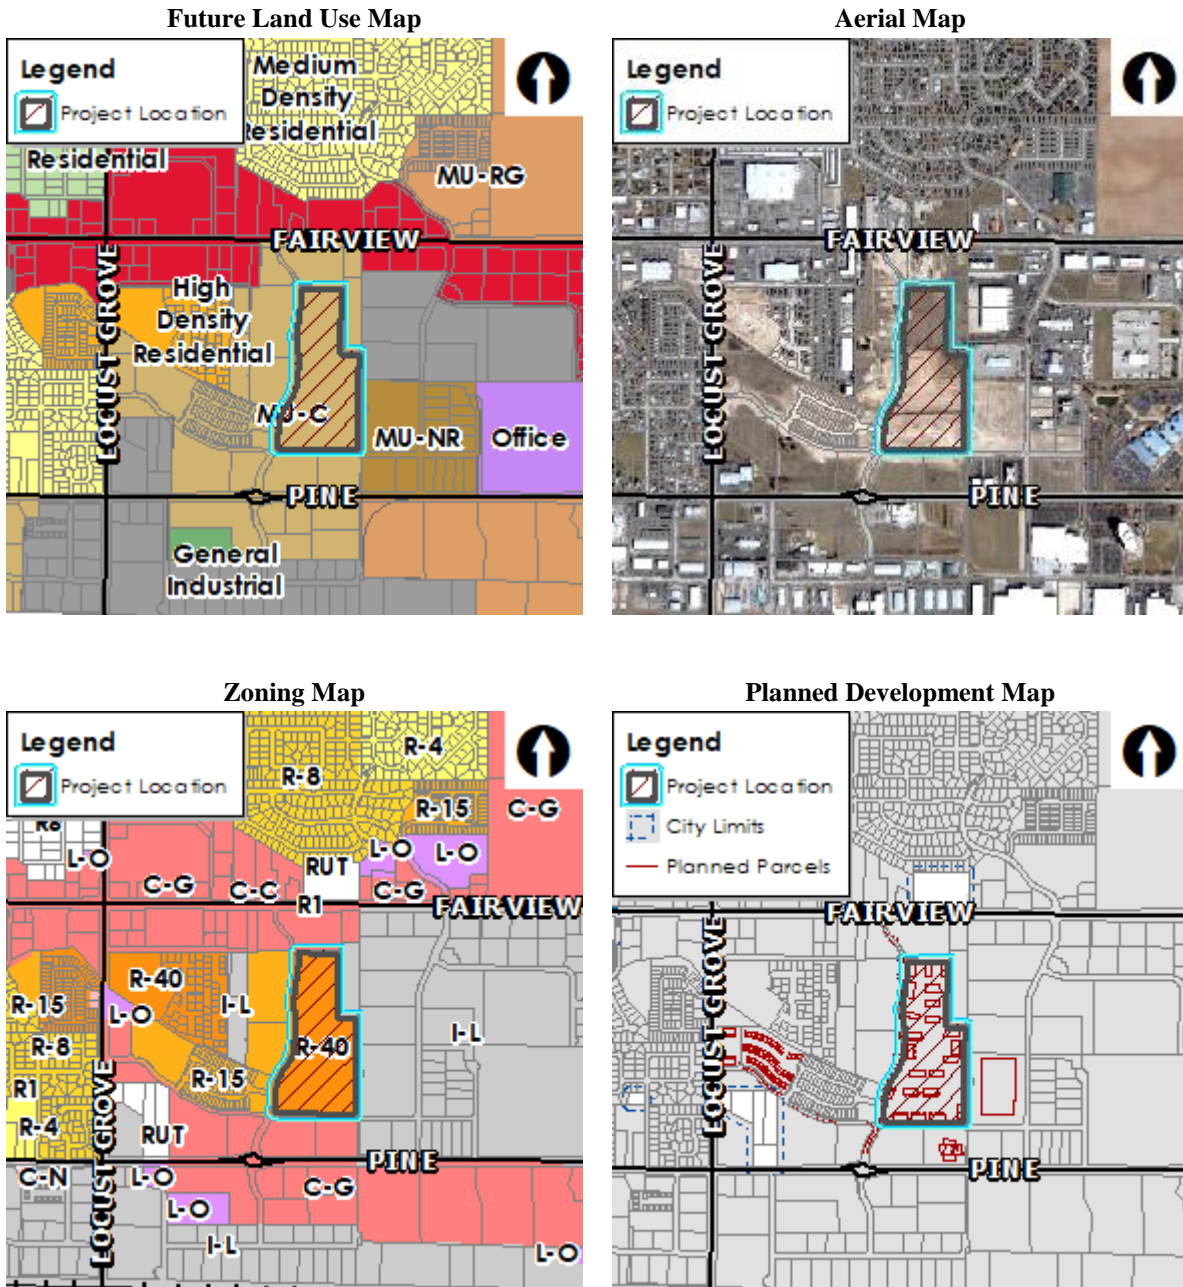 Future Land Use Map
Legend
Project Location
Medium
Density
Residential
Residential
MU-RG
FAIRVIEW
LOCUST GROVE
High
Density
Residential
MU-C
MU-NR
Office
PINE
General
Industrial
Aerial Map
Legend
Project Location
FAIRVIEW
LOCUST GROVE
PINE
Zoning Map
Legend
Project Location
R-4
R-8
R-15
C-G
R8
L-O
L-O
L-O
RUT
C-G
C-C
C-G
R1
FAIRVIEW
R-40
R-15
I-L
L-O
R-40
I-L
R-8
R-15
R1
R-4
LOCUST GROVE
RUT
PINE
C-N
L-O
C-G
L-O
I-L
L-O
Planned Development Map
Legend
Project Location
City Limits
Planned Parcels
FAIRVIEW
LOCUST GROVE
PINE